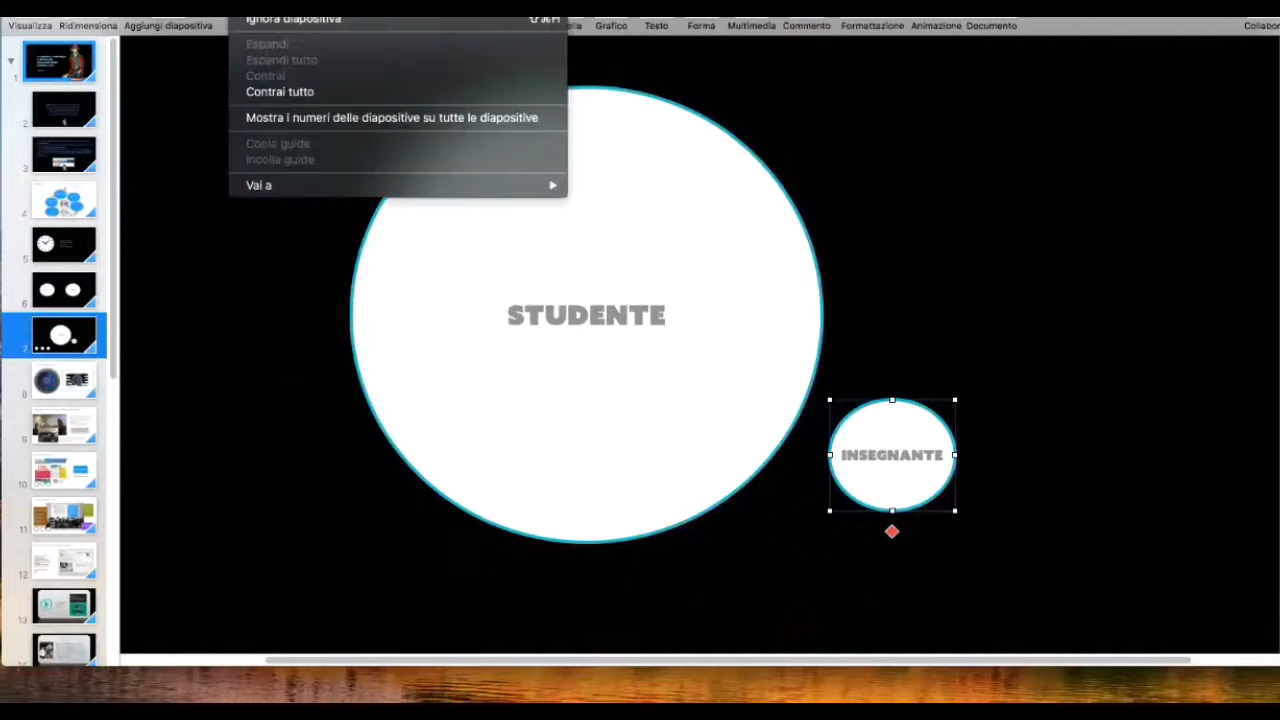 Ignora diapositiva
Visualizza Ridimensiona Aggiungi diapositiva Grafico Testo Forma Multimedia Commento Formattazione Animazione Documento
Espandi
Espandi tutto
Contrai
Contrai tutto
Mostra i numeri delle diapositive su tutte le diapositive
Copia guide
Incolla guide
Vai a
STUDENTE
INSEGNANTE
1
2
3
4
5
6
7
8
9
10
11
12
13